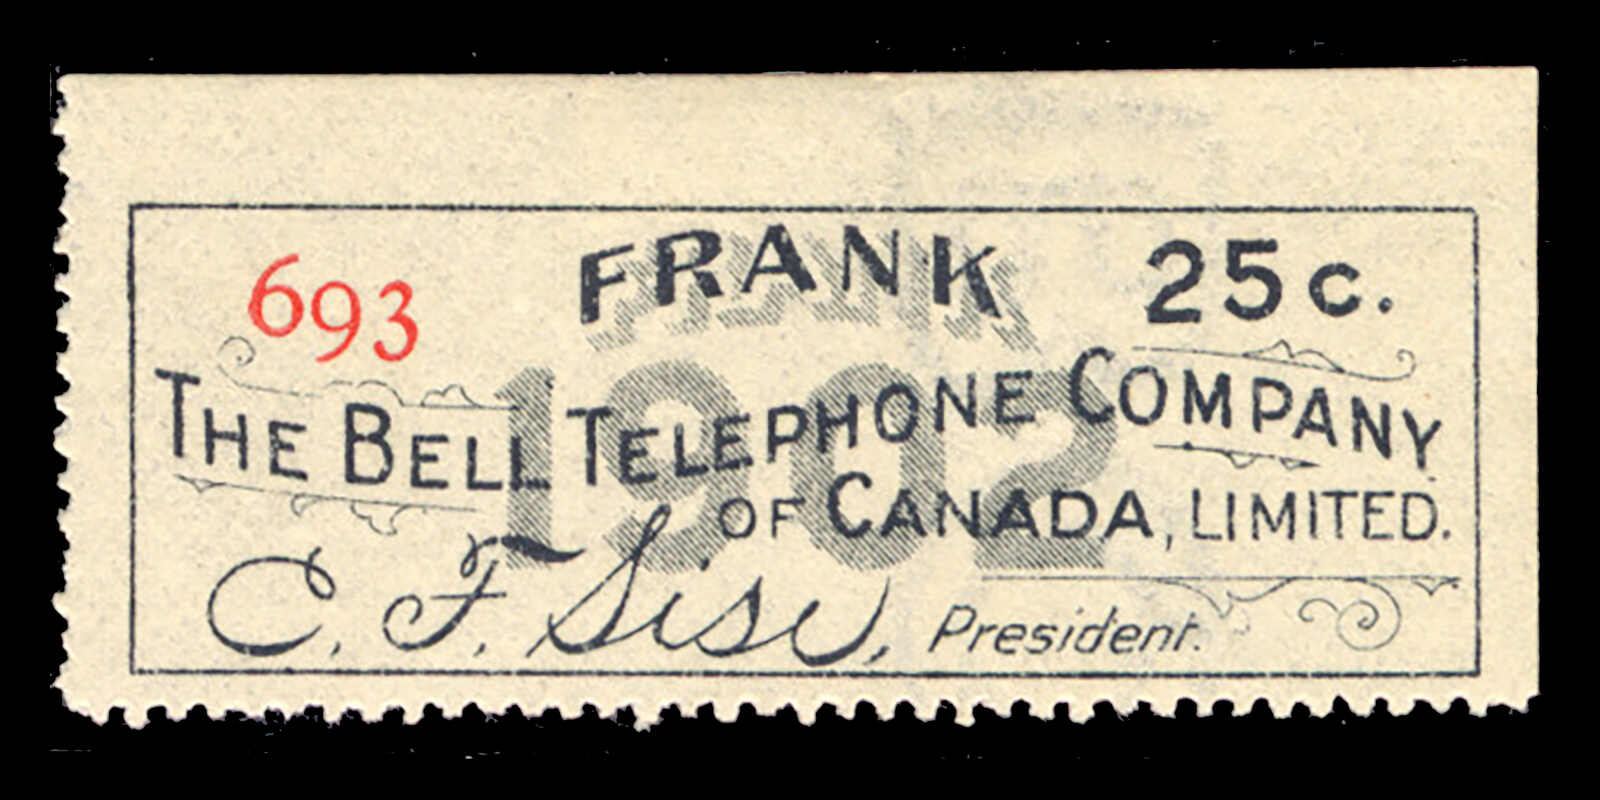 693 FRANK 25c.
1902
THE BELL TELEPHONE COMPANY
OF CANADA, LIMITED.
C. F. Sise, President.